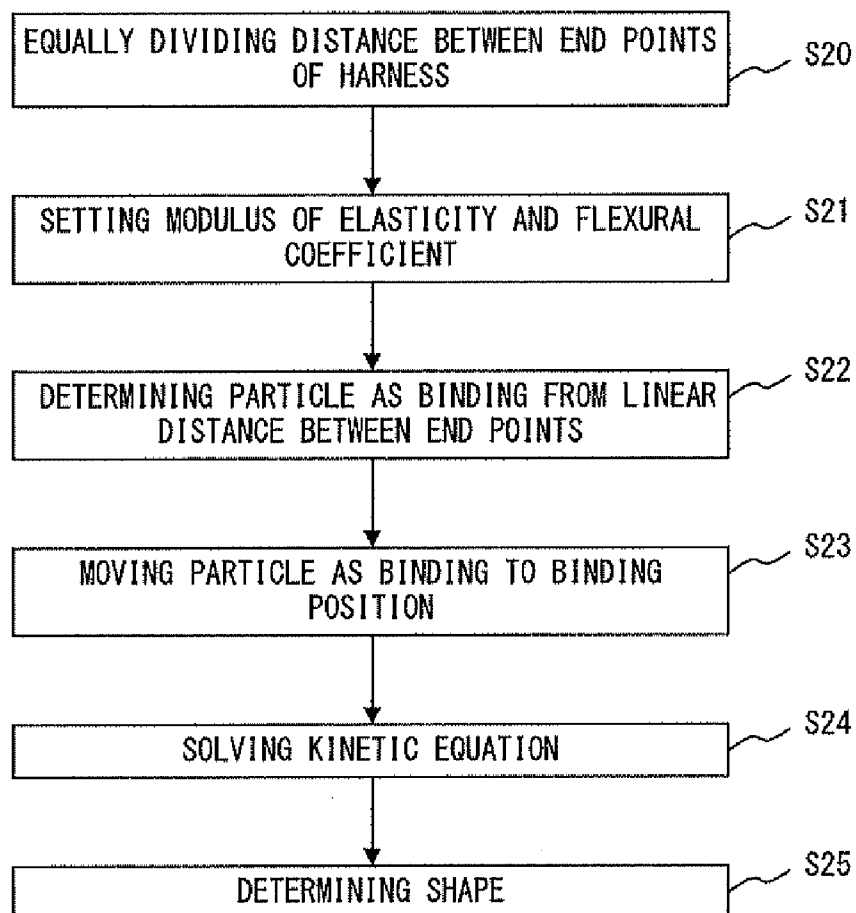 EQUALLY DIVIDING DISTANCE BETWEEN END POINTS
OF HARNESS
S20
SETTING MODULUS OF ELASTICITY AND FLEXURAL
COEFFICIENT
S21
DETERMINING PARTICLE AS BINDING FROM LINEAR
DISTANCE BETWEEN END POINTS
S22
MOVING PARTICLE AS BINDING TO BINDING
POSITION
S23
SOLVING KINETIC EQUATION
S24
DETERMINING SHAPE
S25